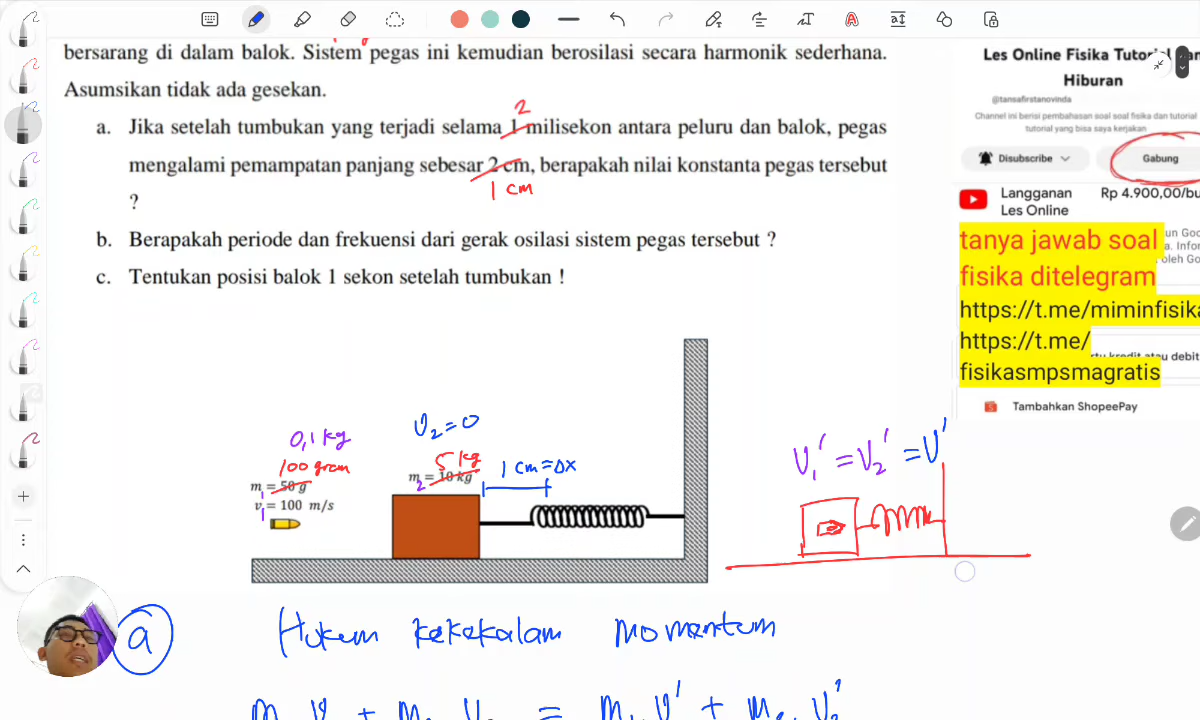 bersarang di dalam balok. Sistem pegas ini kemudian berosilasi secara harmonik sederhana.
Asumsikan tidak ada gesekan.
2
a. Jika setelah tumbukan yang terjadi selama 1 milisekon antara peluru dan balok, pegas
mengalami pemampatan panjang sebesar 2 cm, berapakah nilai konstanta pegas tersebut
1 cm
?
b. Berapakah periode dan frekuensi dari gerak osilasi sistem pegas tersebut ?
c. Tentukan posisi balok 1 sekon setelah tumbukan !
V2=0
0,1 kg
100 gram
m1 = 50 g
v1 = 100 m/s
5 kg
m2 = 10 kg
1 cm = Δx
V1' = V2' = V'
a
Hukum kekekalan momentum
Hiburan
@tansafirstanovinda
Channel ini berisi pembahasan soal soal fisika dan tutorial
tutorial yang bisa saya kerjakan
Disubscribe
Gabung
Langganan
Les Online
Rp 4.900,00/bu
tanya jawab soal
fisika ditelegram
https://t.me/miminfisika
https://t.me/
fisikasmpsmagratis
Tambahkan ShopeePay